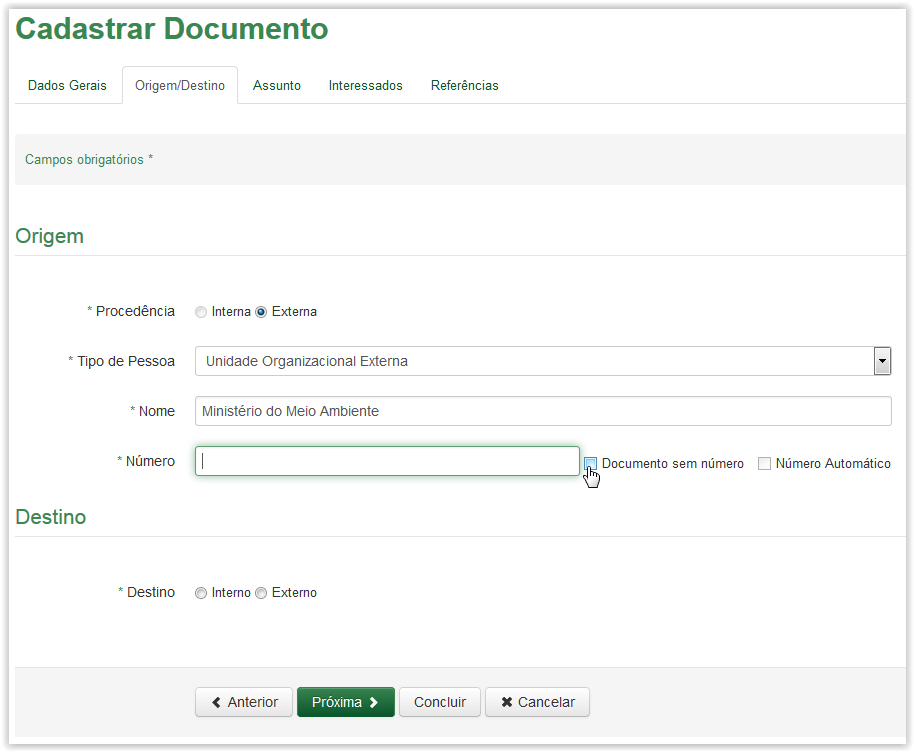 Cadastrar Documento
Dados Gerais Origem/Destino Assunto Interessados Referências
Campos obrigatórios *
Origem
* Procedência Interna Externa
* Tipo de Pessoa Unidade Organizacional Externa
* Nome Ministério do Meio Ambiente
* Número Documento sem número Número Automático
Destino
* Destino Interno Externo
Anterior Próxima Concluir Cancelar